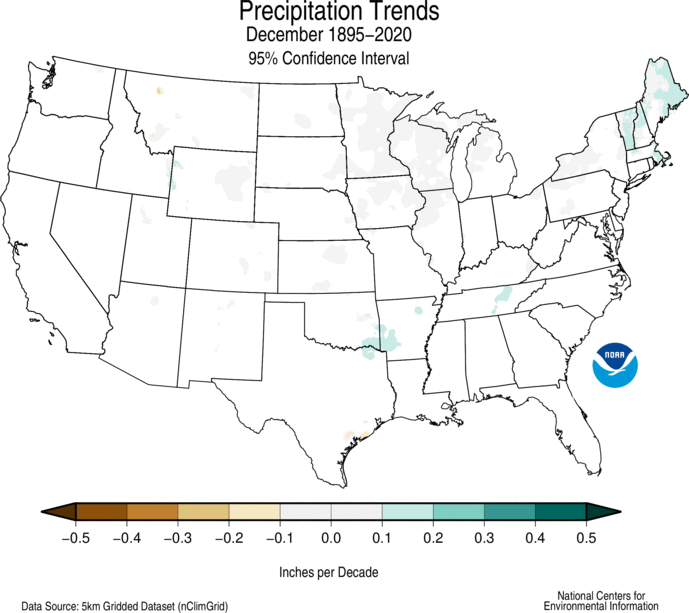 Precipitation Trends
December 1895−2020
95% Confidence Interval
NOAA
−0.5 −0.4 −0.3 −0.2 −0.1 0.0 0.1 0.2 0.3 0.4 0.5
Inches per Decade
Data Source: 5km Gridded Dataset (nClimGrid)
National Centers for
Environmental Information